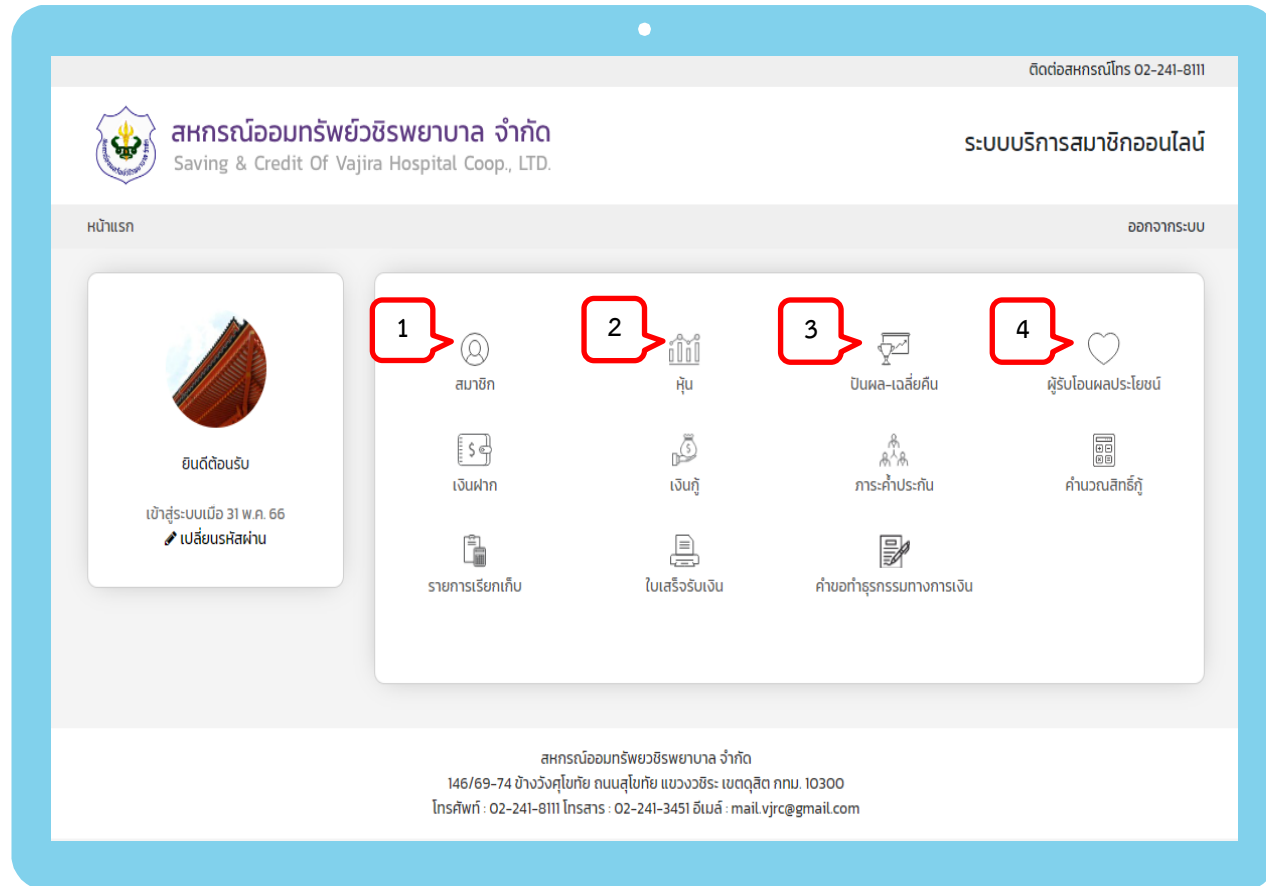 ติดต่อสหกรณ์โทร 02-241-8111
สหกรณ์ออมทรัพย์วชิรพยาบาล จำกัด
Saving & Credit Of Vajira Hospital Coop., LTD.
ระบบบริการสมาชิกออนไลน์
หน้าแรก
ออกจากระบบ
1
2
3
4
สมาชิก
หุ้น
ปันผล-เฉลี่ยคืน
ผู้รับโอนผลประโยชน์
ยินดีต้อนรับ
เข้าสู่ระบบเมือ 31 พ.ค. 66
เปลี่ยนรหัสผ่าน
เงินฝาก
เงินกู้
ภาระค้ำประกัน
คำนวณสิทธิ์กู้
รายการเรียกเก็บ
ใบเสร็จรับเงิน
คำขอทำธุรกรรมทางการเงิน
สหกรณ์ออมทรัพยวชิรพยาบาล จำกัด
146/69-74 ข้างวังศุโขทัย ถนนสุโขทัย แขวงวชิระ เขตดุสิต กทม. 10300
โทรศัพท์ : 02-241-8111 โทรสาร : 02-241-3451 อีเมล์ : mail.vjrc@gmail.com